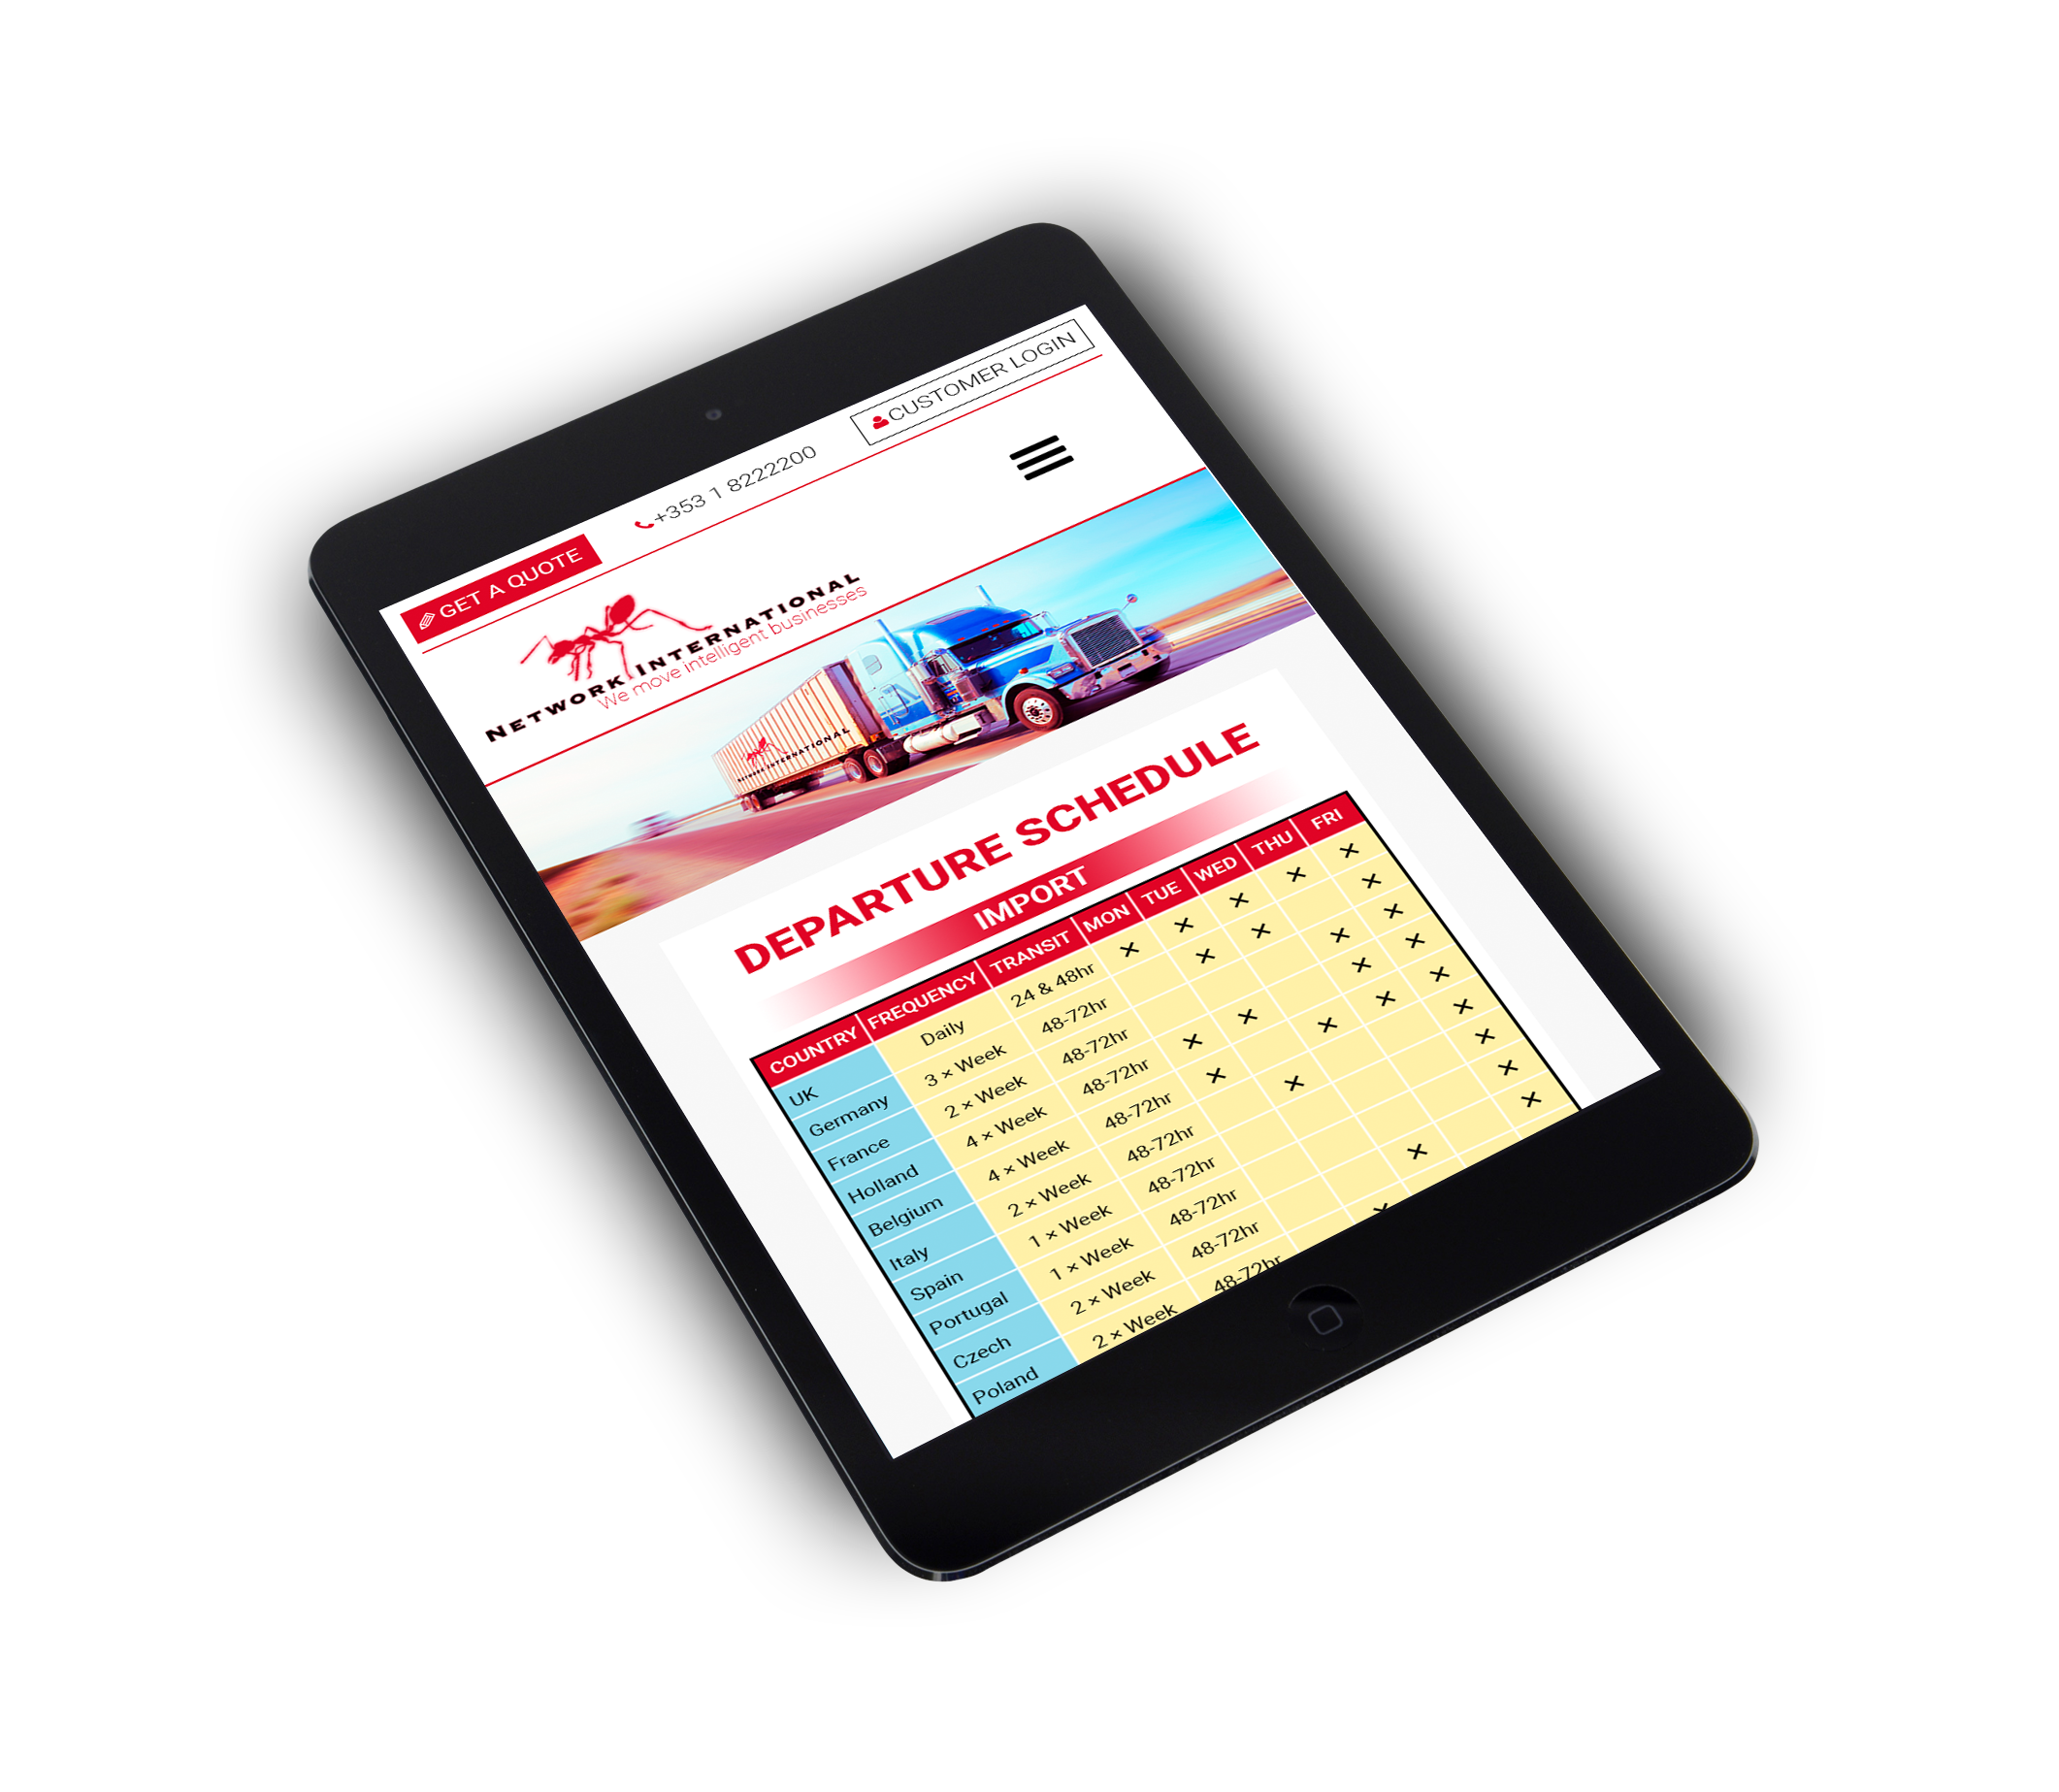 GET A QUOTE +353 1 8222200 CUSTOMER LOGIN
NETWORK INTERNATIONAL
We move intelligent businesses
NETWORK INTERNATIONAL
DEPARTURE SCHEDULE
IMPORT
COUNTRY FREQUENCY TRANSIT MON TUE WED THU FRI
UK Daily 24 & 48hr × × × × ×
Germany 3 × Week 48-72hr × × ×
France 2 × Week 48-72hr × ×
Holland 4 × Week 48-72hr × × × ×
Belgium 4 × Week 48-72hr × × × ×
Italy 2 × Week 48-72hr × ×
Spain 1 × Week 48-72hr ×
Portugal 1 × Week 48-72hr ×
Czech 2 × Week 48-72hr × ×
Poland 2 × Week 48-72hr ×